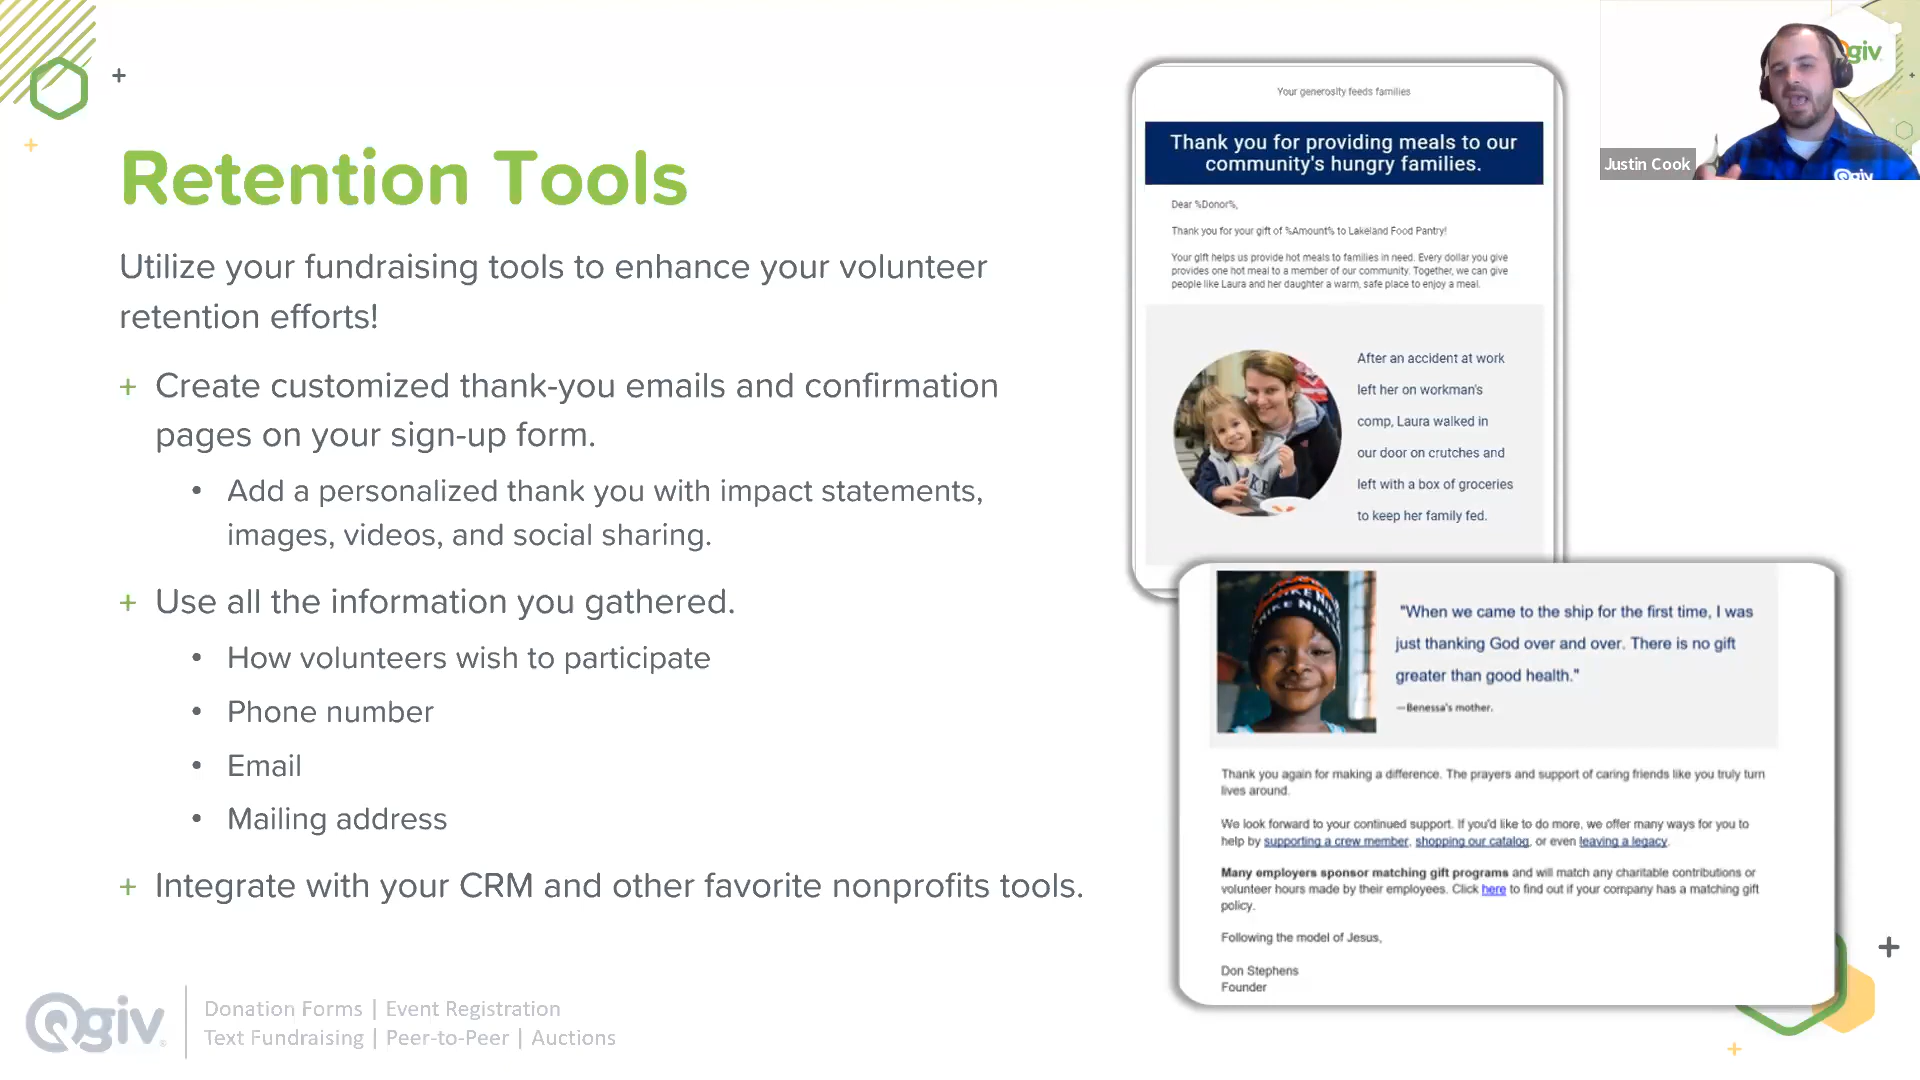 Retention Tools
Utilize your fundraising tools to enhance your volunteer
retention efforts!
+ Create customized thank-you emails and confirmation
pages on your sign-up form.
• Add a personalized thank you with impact statements,
images, videos, and social sharing.
+ Use all the information you gathered.
• How volunteers wish to participate
• Phone number
• Email
• Mailing address
+ Integrate with your CRM and other favorite nonprofits tools.
Qgiv
Donation Forms | Event Registration
Text Fundraising | Peer-to-Peer | Auctions
Your generosity feeds families
Thank you for providing meals to our
community's hungry families.
Dear %Donor%,
Thank you for your gift of %Amount% to Lakeland Food Pantry!
Your gift helps us provide hot meals to families in need. Every dollar you give
provides one hot meal to a member of our community. Together, we can give
people like Laura and her daughter a warm, safe place to enjoy a meal.
After an accident at work
left her on workman's
comp, Laura walked in
our door on crutches and
left with a box of groceries
to keep her family fed.
NIKE NIKE
"When we came to the ship for the first time, I was
just thanking God over and over. There is no gift
greater than good health."
—Benessa's mother.
Thank you again for making a difference. The prayers and support of caring friends like you truly turn
lives around.
We look forward to your continued support. If you'd like to do more, we offer many ways for you to
help by supporting a crew member, shopping our catalog, or even leaving a legacy.
Many employers sponsor matching gift programs and will match any charitable contributions or
volunteer hours made by their employees. Click here to find out if your company has a matching gift
policy.
Following the model of Jesus,
Don Stephens
Founder
Qgiv
Justin Cook
Qgiv